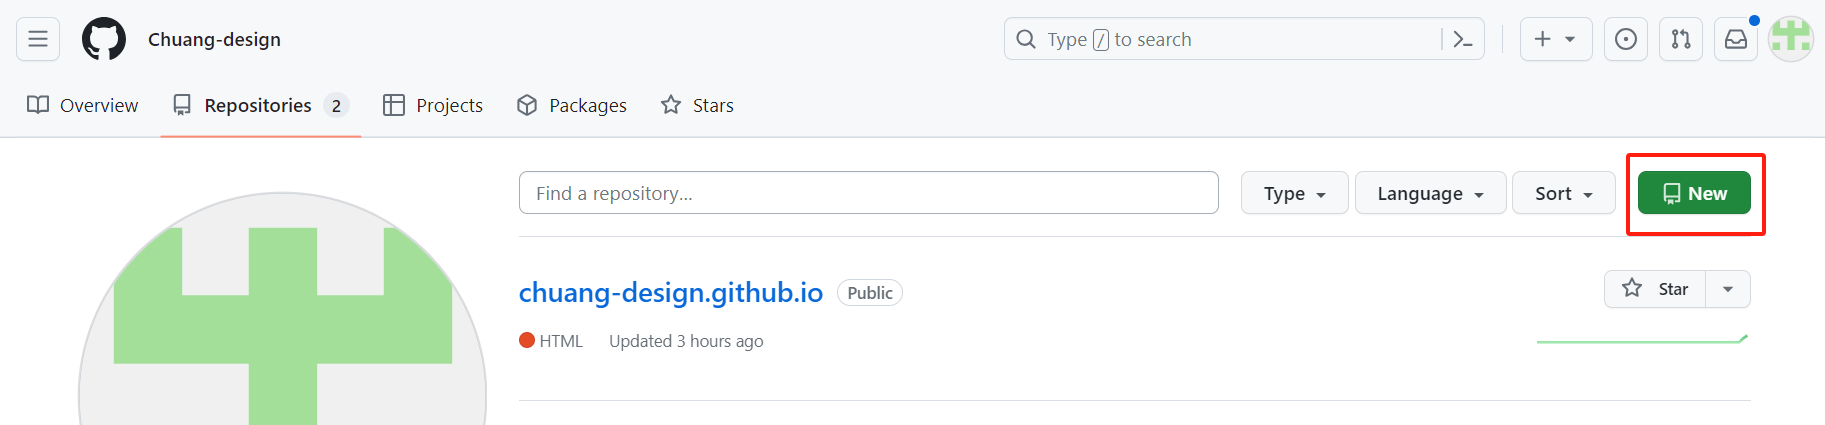 Chuang-design
Type / to search
Overview
Repositories 2
Projects
Packages
Stars
Find a repository...
Type
Language
Sort
New
chuang-design.github.io Public
Star
HTML Updated 3 hours ago